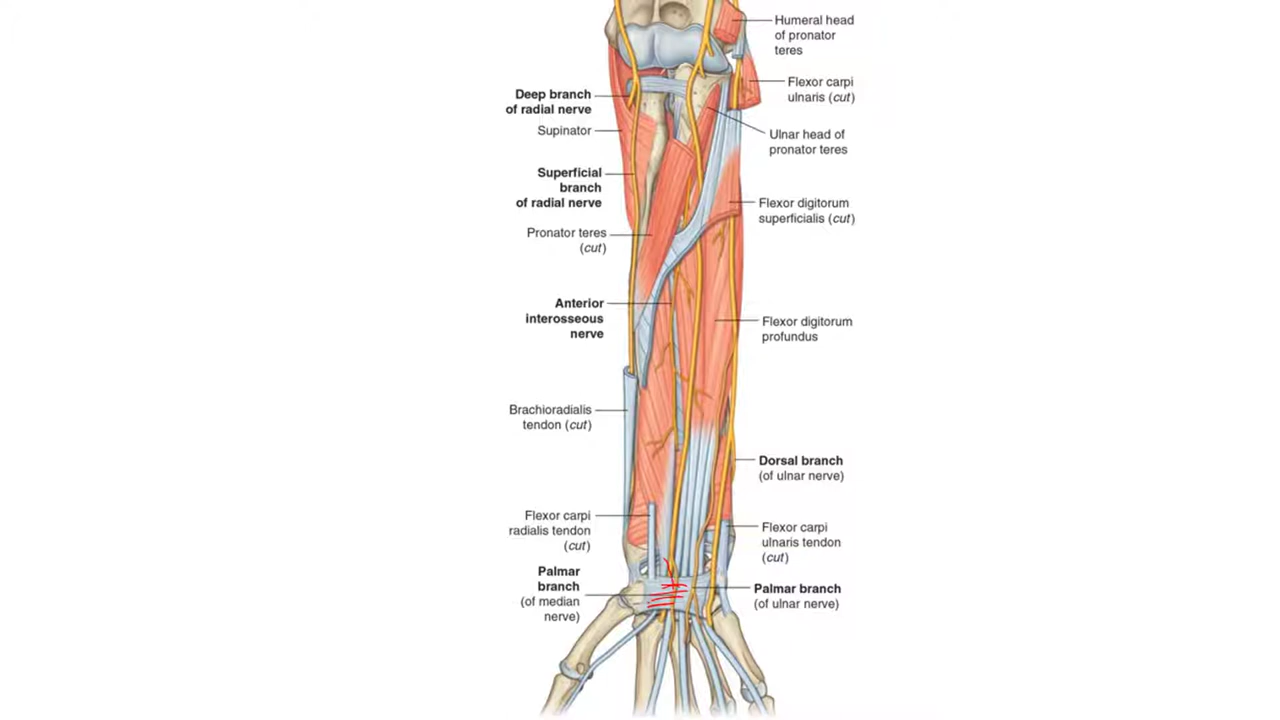 Humeral head
of pronator
teres
Deep branch
of radial nerve
Supinator
Superficial
branch
of radial nerve
Pronator teres
(cut)
Anterior
interosseous
nerve
Brachioradialis
tendon (cut)
Flexor carpi
radialis tendon
(cut)
Palmar
branch
(of median
nerve)
Flexor carpi
ulnaris (cut)
Ulnar head of
pronator teres
Flexor digitorum
superficialis (cut)
Flexor digitorum
profundus
Dorsal branch
(of ulnar nerve)
Flexor carpi
ulnaris tendon
(cut)
Palmar branch
(of ulnar nerve)